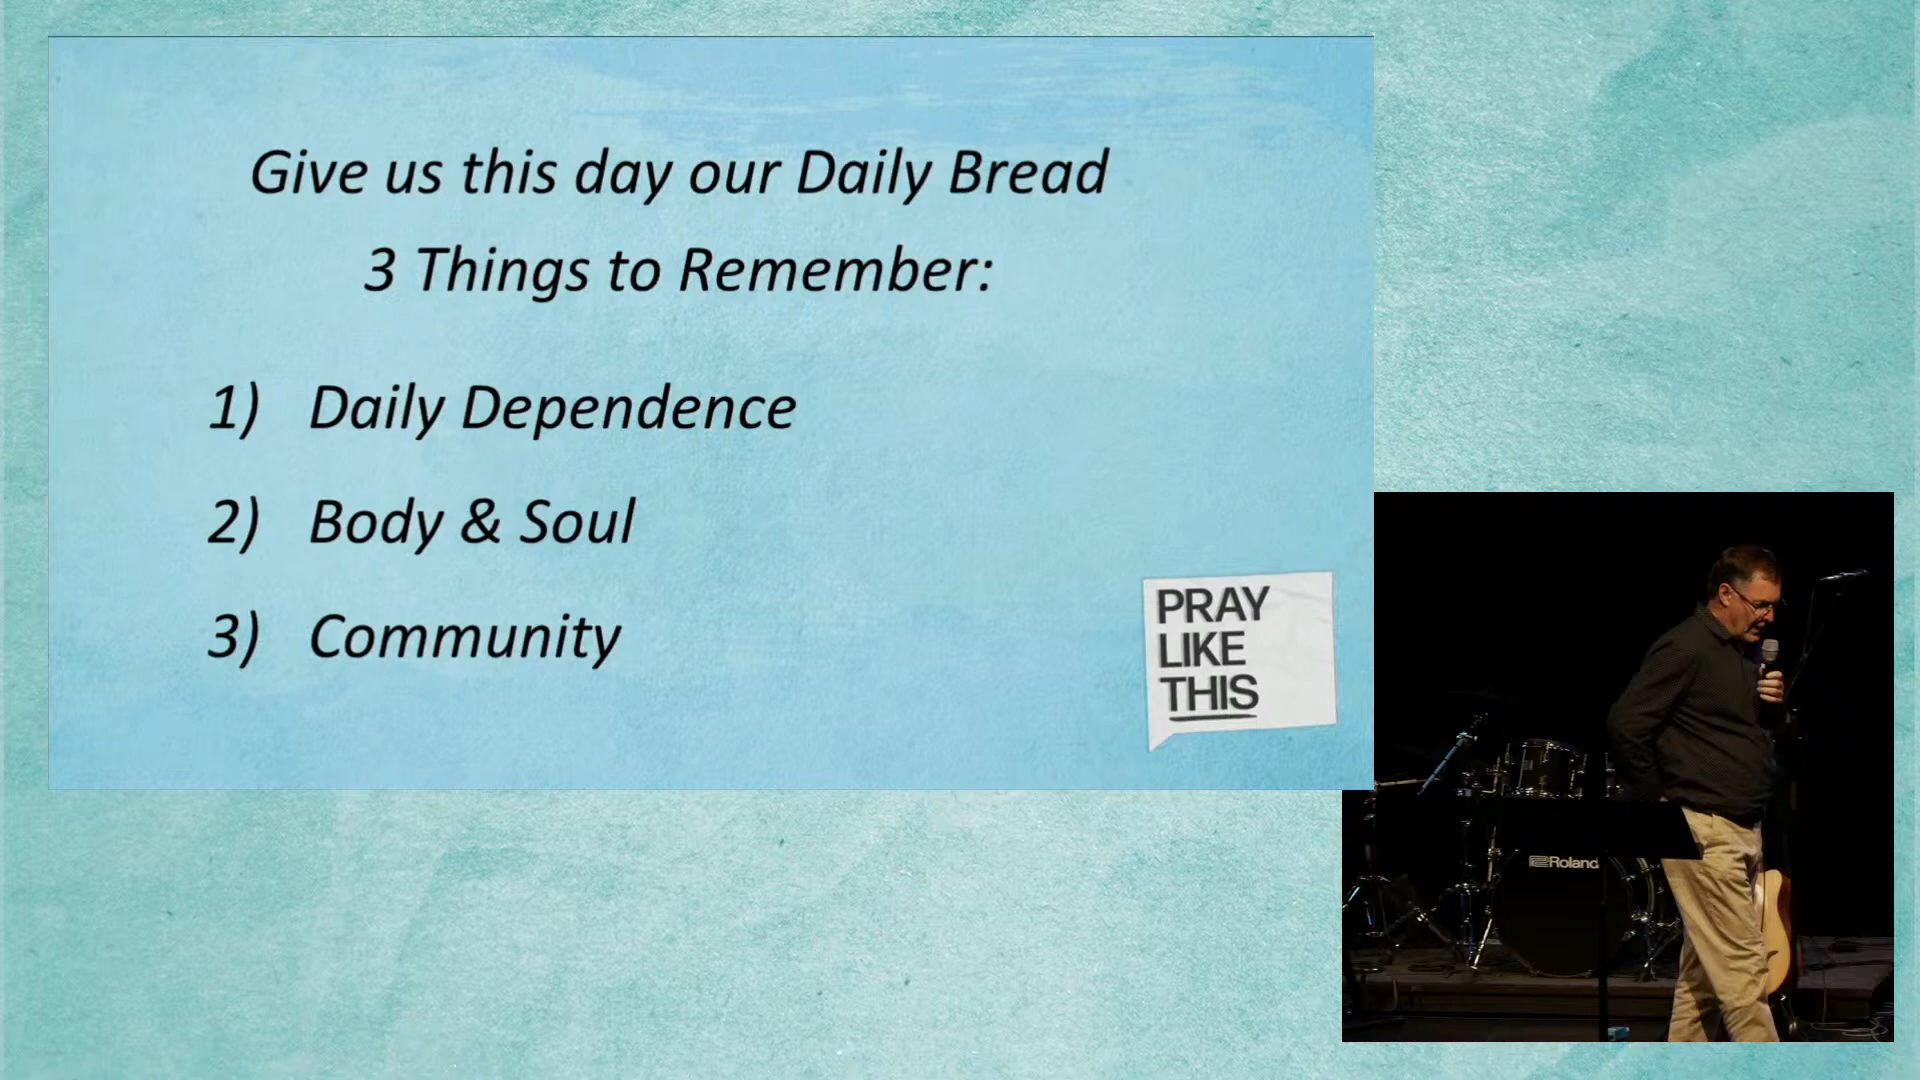 Give us this day our Daily Bread
3 Things to Remember:
1) Daily Dependence
2) Body & Soul
3) Community
PRAY
LIKE
THIS
Roland